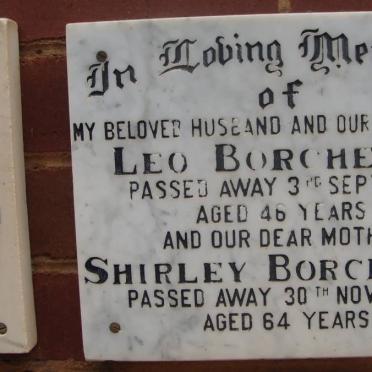 In Loving Me
of
MY BELOVED HUSBAND AND OUR
LEO BORCHE
PASSED AWAY 3RD SEPT
AGED 46 YEARS
AND OUR DEAR MOTH
SHIRLEY BORC
PASSED AWAY 30TH NOV
AGED 64 YEARS